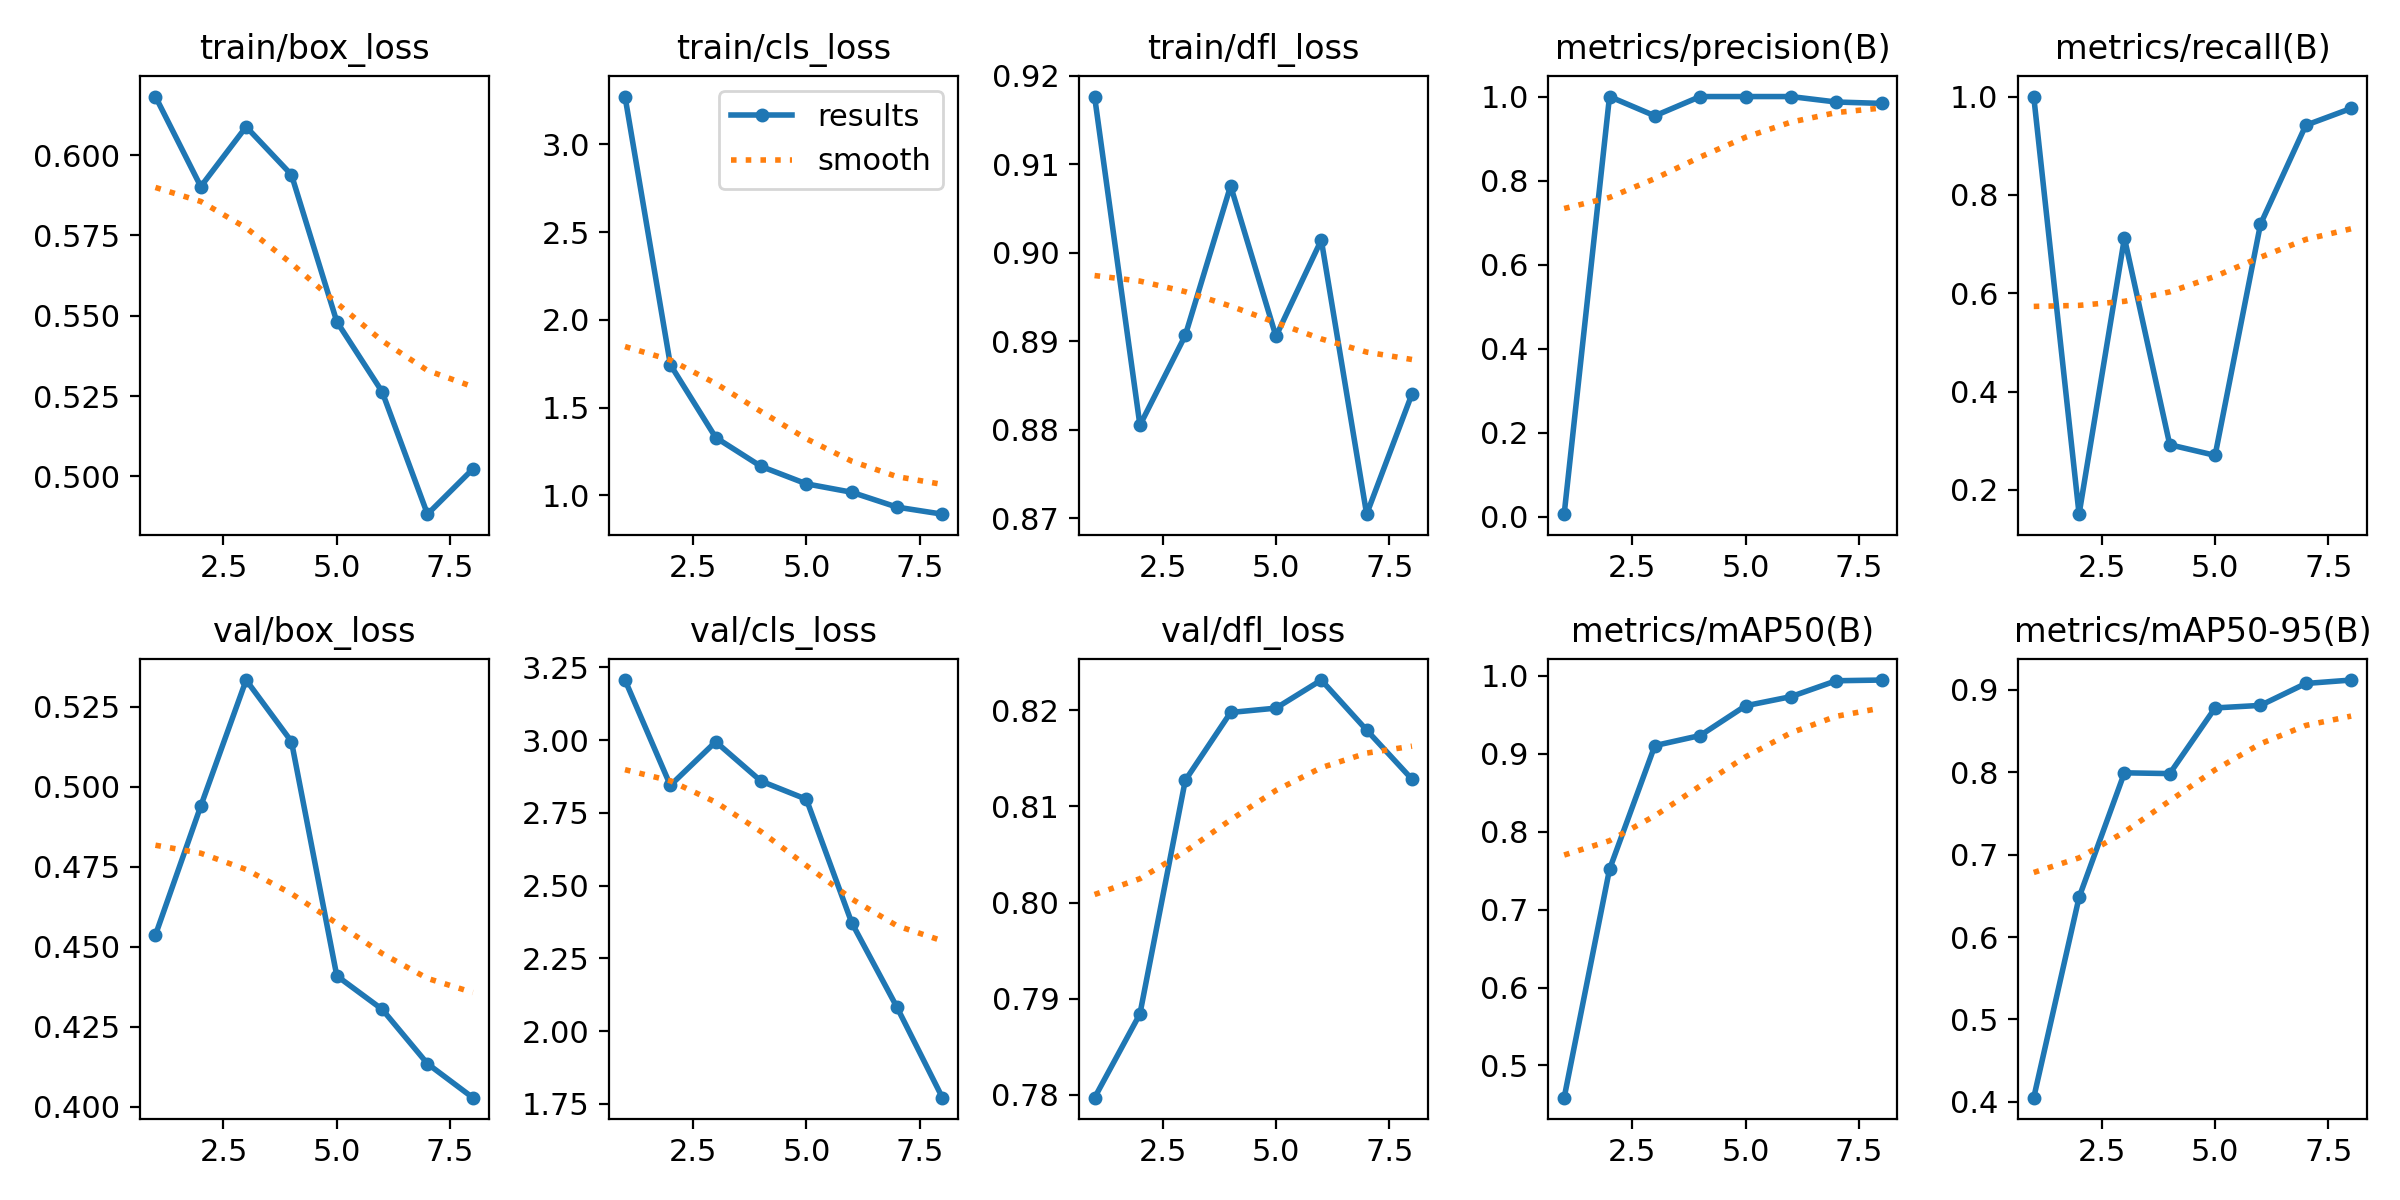 train/box_loss
0.600
0.575
0.550
0.525
0.500
2.5 5.0 7.5
train/cls_loss
results
smooth
3.0
2.5
2.0
1.5
1.0
2.5 5.0 7.5
train/dfl_loss
0.92
0.91
0.90
0.89
0.88
0.87
2.5 5.0 7.5
metrics/precision(B)
1.0
0.8
0.6
0.4
0.2
0.0
2.5 5.0 7.5
metrics/recall(B)
1.0
0.8
0.6
0.4
0.2
2.5 5.0 7.5
val/box_loss
0.525
0.500
0.475
0.450
0.425
0.400
2.5 5.0 7.5
val/cls_loss
3.25
3.00
2.75
2.50
2.25
2.00
1.75
2.5 5.0 7.5
val/dfl_loss
0.82
0.81
0.80
0.79
0.78
2.5 5.0 7.5
metrics/mAP50(B)
1.0
0.9
0.8
0.7
0.6
0.5
2.5 5.0 7.5
metrics/mAP50-95(B)
0.9
0.8
0.7
0.6
0.5
0.4
2.5 5.0 7.5